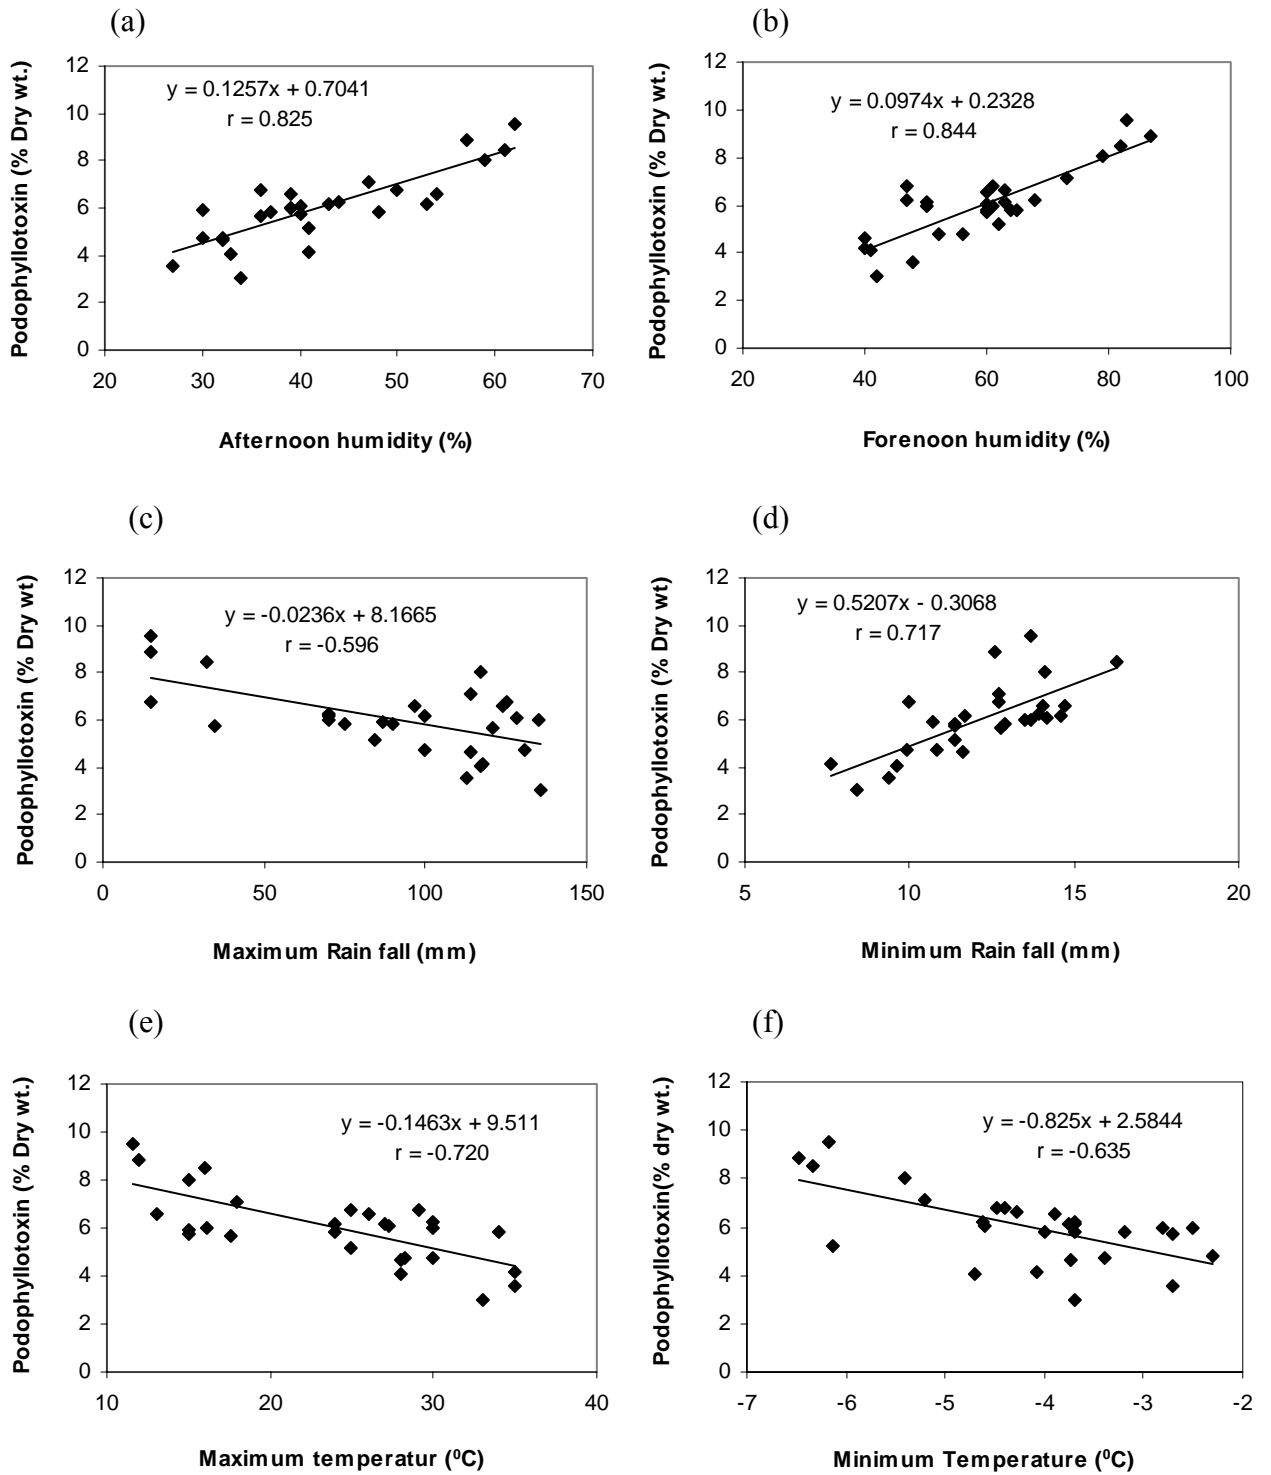 (a)
Podophyllotoxin (% Dry wt.)
12
10
8
6
4
2
0
y = 0.1257x + 0.7041
r = 0.825
20 30 40 50 60 70
Afternoon humidity (%)
(b)
Podophyllotoxin (% Dry wt.)
12
10
8
6
4
2
0
y = 0.0974x + 0.2328
r = 0.844
20 40 60 80 100
Forenoon humidity (%)
(c)
Podophyllotoxin (% Dry wt)
12
10
8
6
4
2
0
y = -0.0236x + 8.1665
r = -0.596
0 50 100 150
Maximum Rain fall (mm)
(d)
Podophyllotoxin (% Dry wt)
12
10
8
6
4
2
0
y = 0.5207x - 0.3068
r = 0.717
5 10 15 20
Minimum Rain fall (mm)
(e)
Podophyllotoxin (% Dry wt.)
12
10
8
6
4
2
0
y = -0.1463x + 9.511
r = -0.720
10 20 30 40
Maximum temperatur (⁰C)
(f)
Podophyllotoxin(% dry wt.)
12
10
8
6
4
2
0
y = -0.825x + 2.5844
r = -0.635
-7 -6 -5 -4 -3 -2
Minimum Temperature (⁰C)